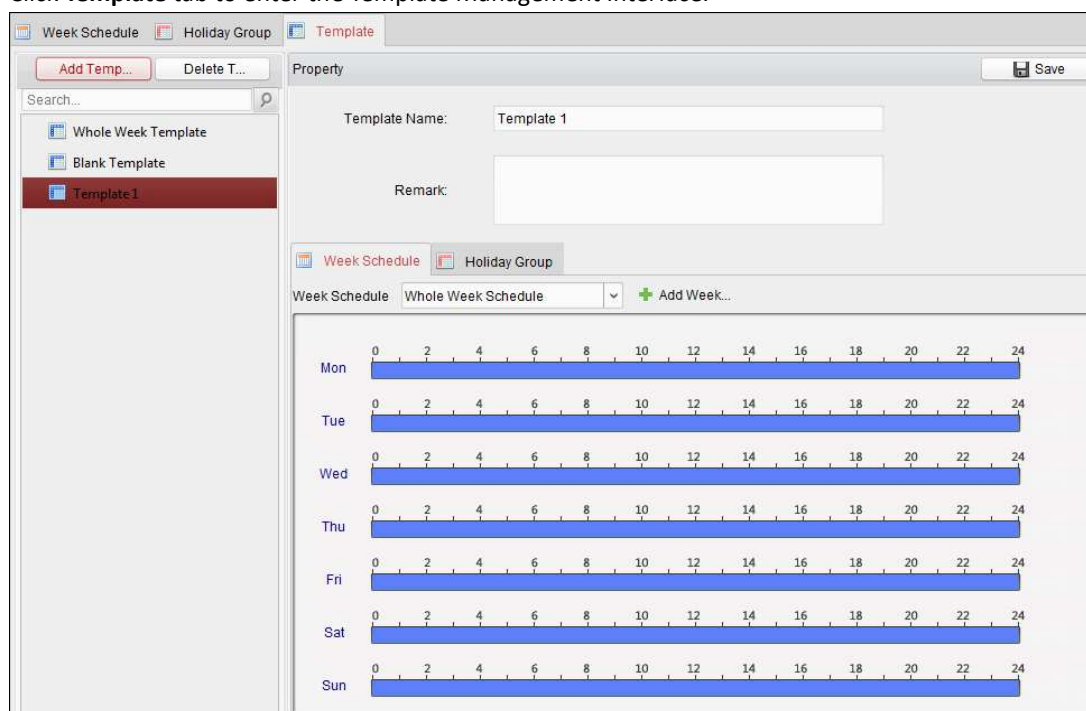 Click Template tab to enter the Template Management interface.
Week Schedule Holiday Group Template
Add Temp... Delete T... Property Save
Search...
Whole Week Template
Blank Template
Template 1
Template Name: Template 1
Remark:
Week Schedule Holiday Group
Week Schedule Whole Week Schedule Add Week...
0 2 4 6 8 10 12 14 16 18 20 22 24
Mon
0 2 4 6 8 10 12 14 16 18 20 22 24
Tue
0 2 4 6 8 10 12 14 16 18 20 22 24
Wed
0 2 4 6 8 10 12 14 16 18 20 22 24
Thu
0 2 4 6 8 10 12 14 16 18 20 22 24
Fri
0 2 4 6 8 10 12 14 16 18 20 22 24
Sat
0 2 4 6 8 10 12 14 16 18 20 22 24
Sun